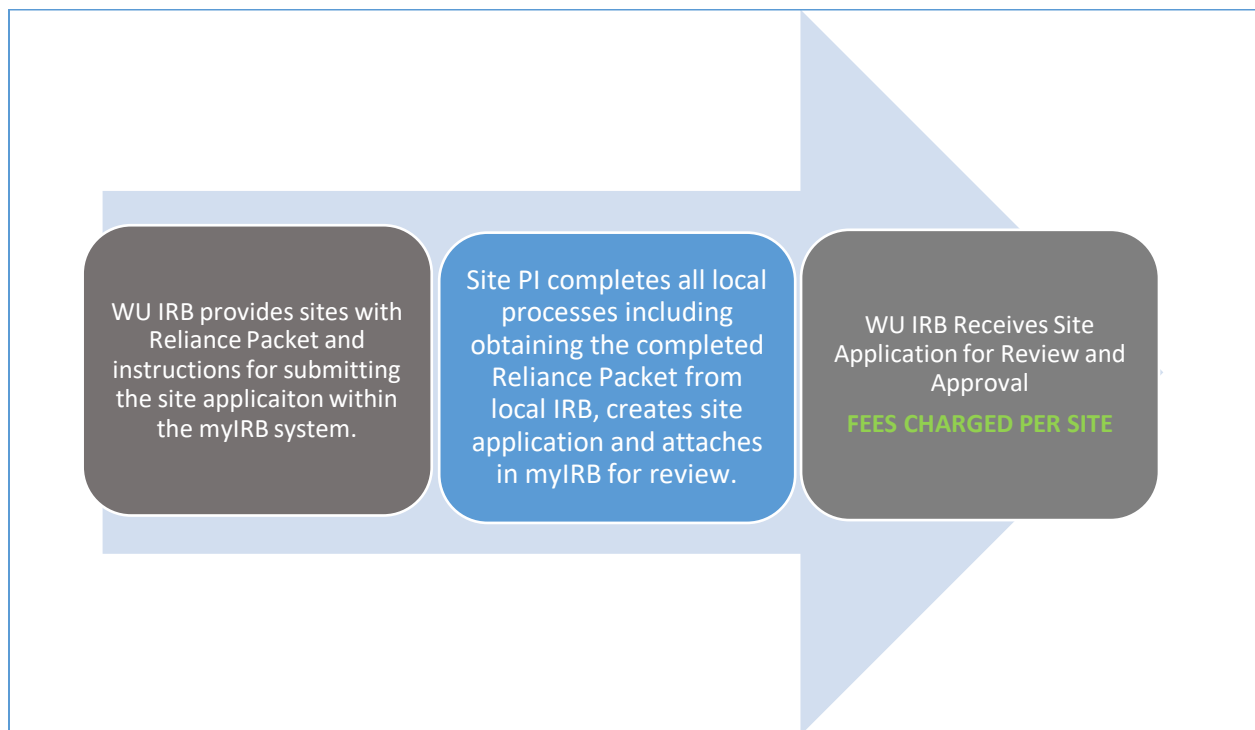 WU IRB provides sites with
Reliance Packet and
instructions for submitting
the site applicaiton within
the myIRB system.
Site PI completes all local
processes including
obtaining the completed
Reliance Packet from
local IRB, creates site
application and attaches
in myIRB for review.
WU IRB Receives Site
Application for Review and
Approval
FEES CHARGED PER SITE